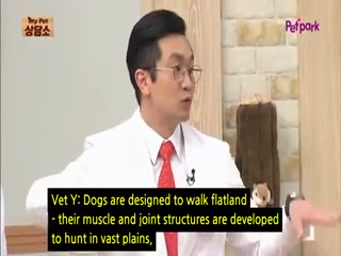 My Pet
상담소
Petpark
Vet Y: Dogs are designed to walk flatland
- their muscle and joint structures are developed
to hunt in vast plains,